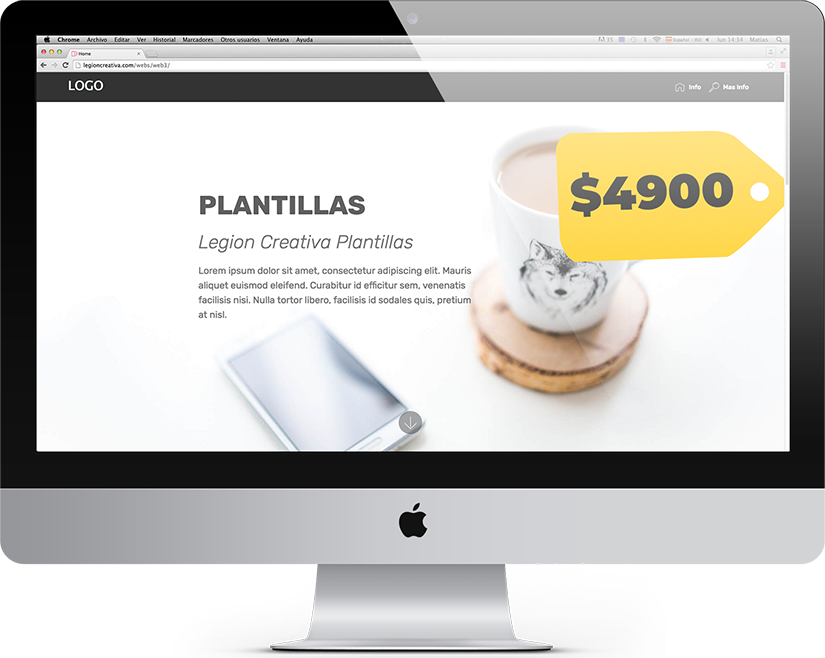 Chrome Archivo Editar Ver Historial Marcadores Otros usuarios Ventana Ayuda
lun 14:34 Matías
Home
legioncreativa.com/webs/web3/
LOGO
Info Mas Info
$4900
PLANTILLAS
Legion Creativa Plantillas
Lorem ipsum dolor sit amet, consectetur adipiscing elit. Mauris
aliquet euismod eleifend. Curabitur id efficitur sem, venenatis
facilisis nisi. Nulla tortor libero, facilisis id sodales quis, pretium
at nisl.